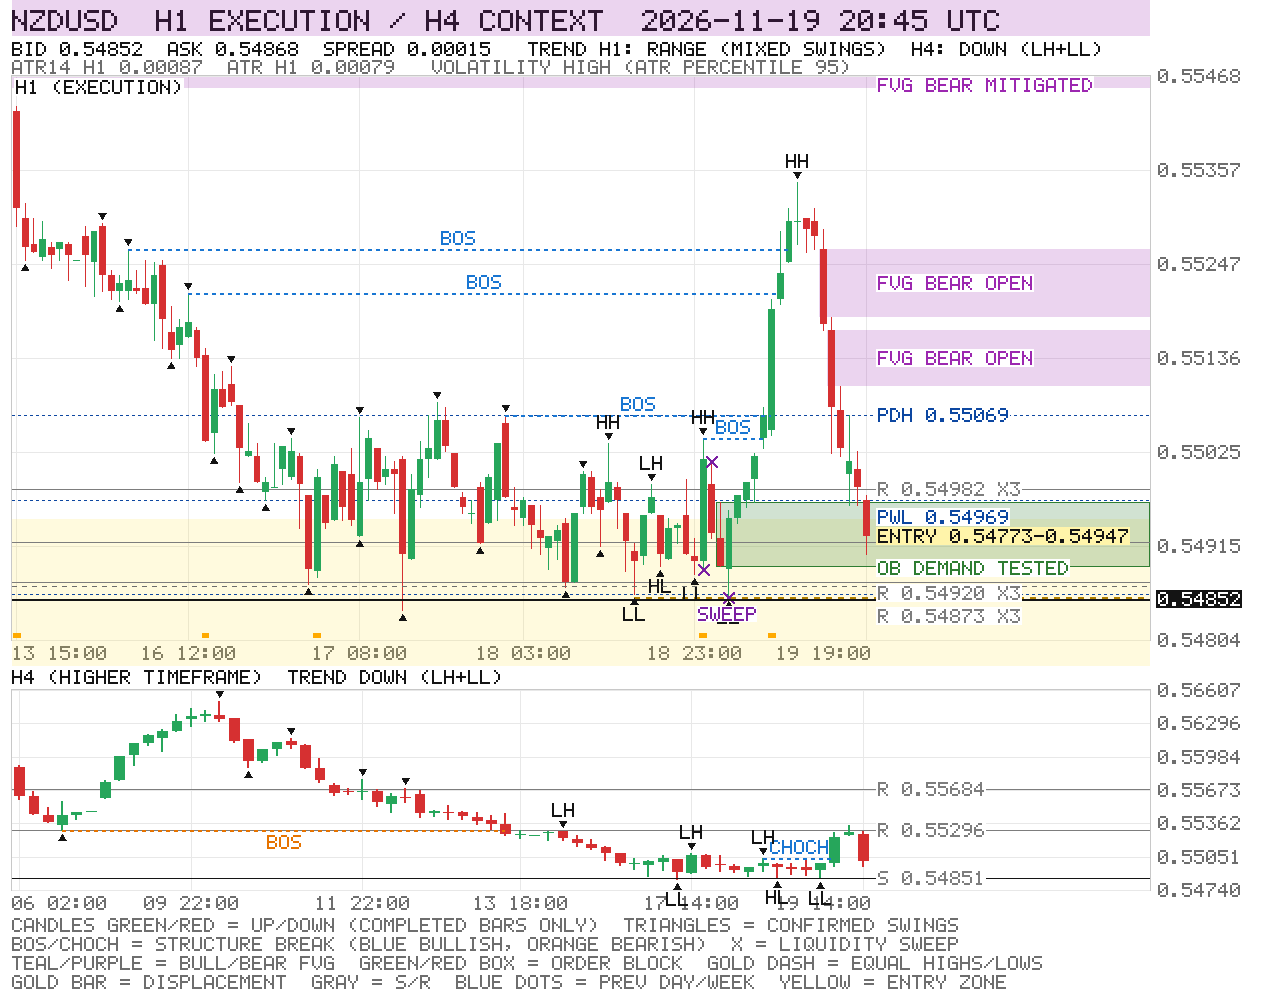 NZDUSD  H1 EXECUTION / H4 CONTEXT  2026-11-19 20:45 UTC
BID 0.54852  ASK 0.54868  SPREAD 0.00015  TREND H1: RANGE (MIXED SWINGS)  H4: DOWN (LH+LL)
ATR14 H1 0.00087  ATR H1 0.00079  VOLATILITY HIGH (ATR PERCENTILE 95)
0.55468
H1 (EXECUTION)
FVG BEAR MITIGATED
HH
0.55357
BOS
0.55247
BOS
FVG BEAR OPEN
0.55136
FVG BEAR OPEN
BOS
PDH 0.55069
HH
HH
BOS
0.55025
LH
R 0.54982 X3
PWL 0.54969
ENTRY 0.54773-0.54947
0.54915
OB DEMAND TESTED
HL
R 0.54920 X3
0.54852
LL
SWEEP
R 0.54873 X3
0.54804
13 15:00
16 12:00
17 08:00
18 03:00
18 23:00
19 19:00
H4 (HIGHER TIMEFRAME)  TREND DOWN (LH+LL)
0.56607
0.56296
0.55984
R 0.55684
0.55673
LH
0.55362
R 0.55296
LH
LH
BOS
CHOCH
0.55051
S 0.54851
0.54740
LL
HL
LL
06 02:00
09 22:00
11 22:00
13 18:00
17 14:00
19 14:00
CANDLES GREEN/RED = UP/DOWN (COMPLETED BARS ONLY)  TRIANGLES = CONFIRMED SWINGS
BOS/CHOCH = STRUCTURE BREAK (BLUE BULLISH, ORANGE BEARISH)  X = LIQUIDITY SWEEP
TEAL/PURPLE = BULL/BEAR FVG  GREEN/RED BOX = ORDER BLOCK  GOLD DASH = EQUAL HIGHS/LOWS
GOLD BAR = DISPLACEMENT  GRAY = S/R  BLUE DOTS = PREV DAY/WEEK  YELLOW = ENTRY ZONE